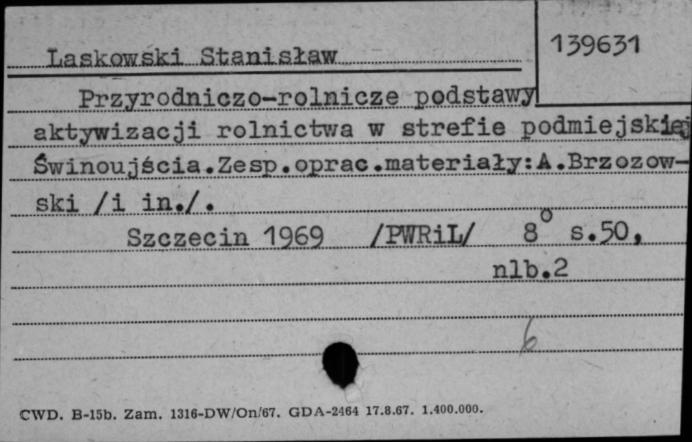 Laskowski Stanisław
139631
Przyrodniczo-rolnicze podstawy
aktywizacji rolnictwa w strefie podmiejskiej
Świnoujścia.Zesp.oprac.materiały:A.Brzozow-
ski /i in./.
Szczecin 1969 /PWRiL/ 8° s.50,
nlb.2
6
CWD. B-15b. Zam. 1316-DW/On/67. GDA-2464 17.8.67. 1.400.000.